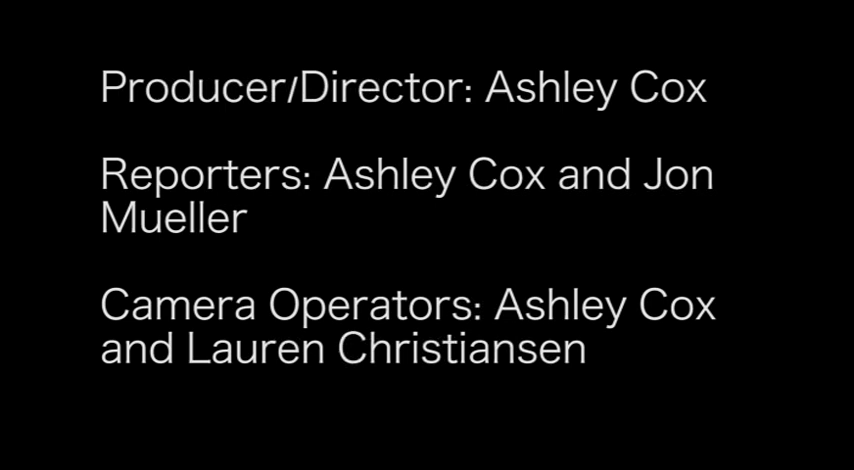 Producer/Director: Ashley Cox
Reporters: Ashley Cox and Jon
Mueller
Camera Operators: Ashley Cox
and Lauren Christiansen